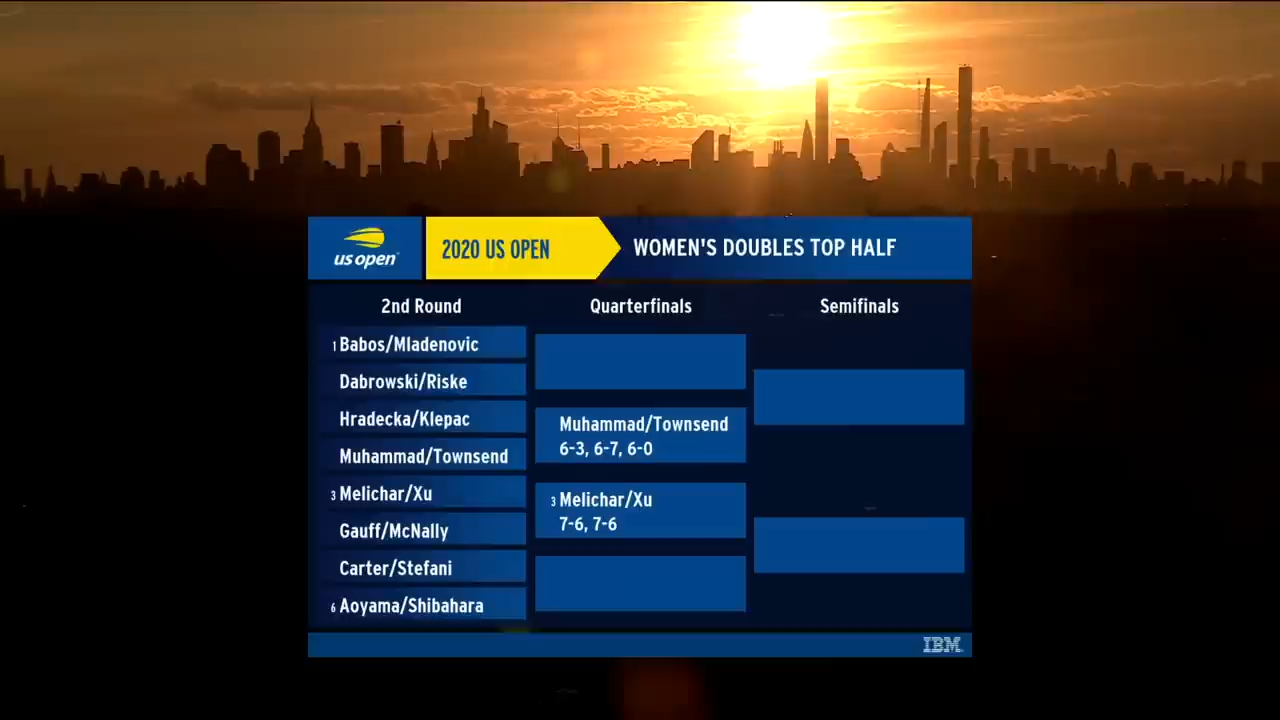 us open
2020 US OPEN
WOMEN'S DOUBLES TOP HALF
2nd Round
Quarterfinals
Semifinals
1 Babos/Mladenovic
Dabrowski/Riske
Hradecka/Klepac
Muhammad/Townsend
3 Melichar/Xu
Gauff/McNally
Carter/Stefani
6 Aoyama/Shibahara
Muhammad/Townsend
6-3, 6-7, 6-0
3 Melichar/Xu
7-6, 7-6
IBM